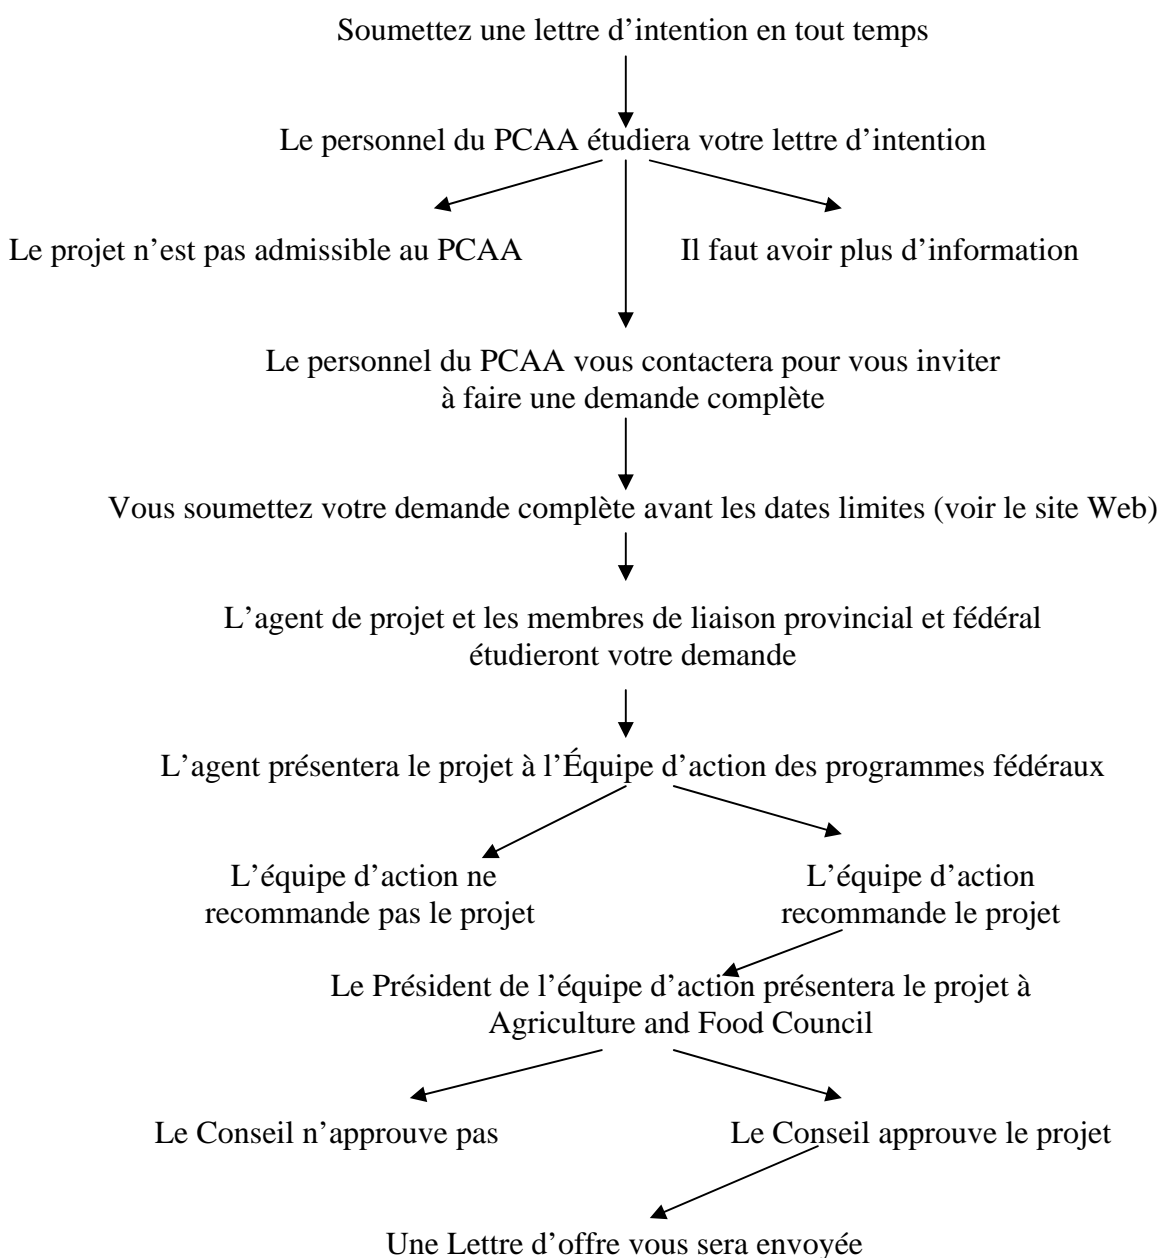 Soumettez une lettre d’intention en tout temps
Le personnel du PCAA étudiera votre lettre d’intention
Le projet n’est pas admissible au PCAA
Il faut avoir plus d’information
Le personnel du PCAA vous contactera pour vous inviter
à faire une demande complète
Vous soumettez votre demande complète avant les dates limites (voir le site Web)
L’agent de projet et les membres de liaison provincial et fédéral
étudieront votre demande
L’agent présentera le projet à l’Équipe d’action des programmes fédéraux
L’équipe d’action ne
recommande pas le projet
L’équipe d’action
recommande le projet
Le Président de l’équipe d’action présentera le projet à
Agriculture and Food Council
Le Conseil n’approuve pas
Le Conseil approuve le projet
Une Lettre d’offre vous sera envoyée